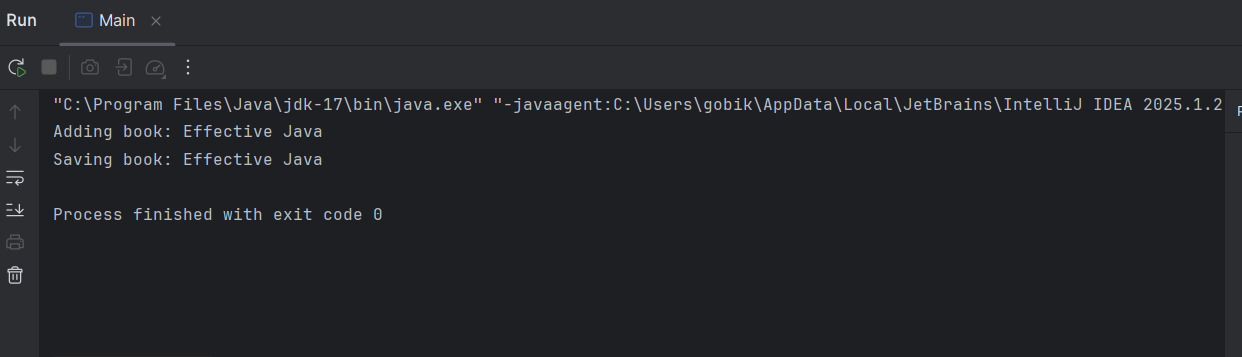 Run Main
"C:\Program Files\Java\jdk-17\bin\java.exe" "-javaagent:C:\Users\gobik\AppData\Local\JetBrains\IntelliJ IDEA 2025.1.2
Adding book: Effective Java
Saving book: Effective Java
Process finished with exit code 0